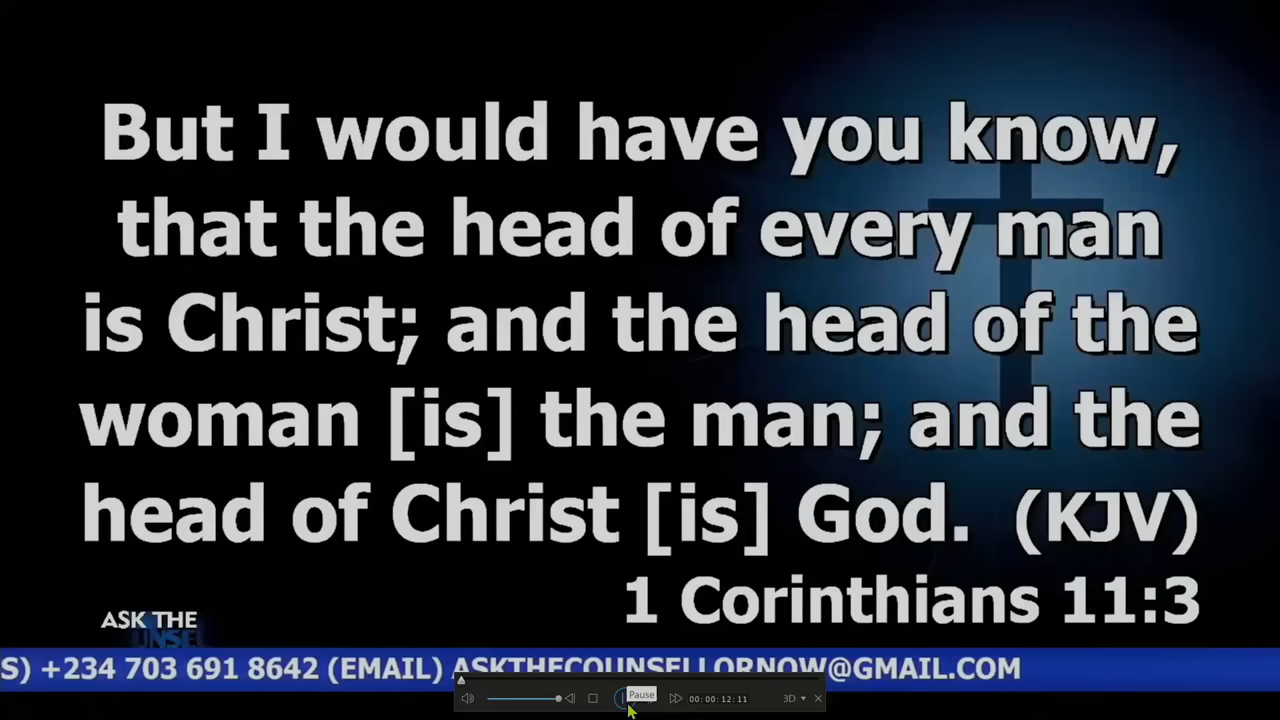 But I would have you know,
that the head of every man
is Christ; and the head of the
woman [is] the man; and the
head of Christ [is] God. (KJV)
1 Corinthians 11:3
ASK THE
S) +234 703 691 8642 (EMAIL) ASKTHECOUNSELLORNOW@GMAIL.COM
Pause
00:00:12:11
3D